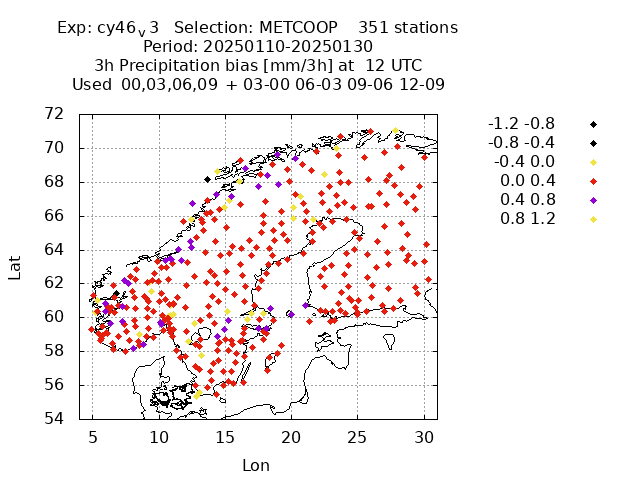 Exp: cy46v3   Selection: METCOOP    351 stations
Period: 20250110-20250130
3h Precipitation bias [mm/3h] at  12 UTC
Used  00,03,06,09  + 03-00 06-03 09-06 12-09
-1.2 -0.8
-0.8 -0.4
-0.4 0.0
0.0 0.4
0.4 0.8
0.8 1.2
72
70
68
66
64
62
60
58
56
54
Lat
5 10 15 20 25 30
Lon